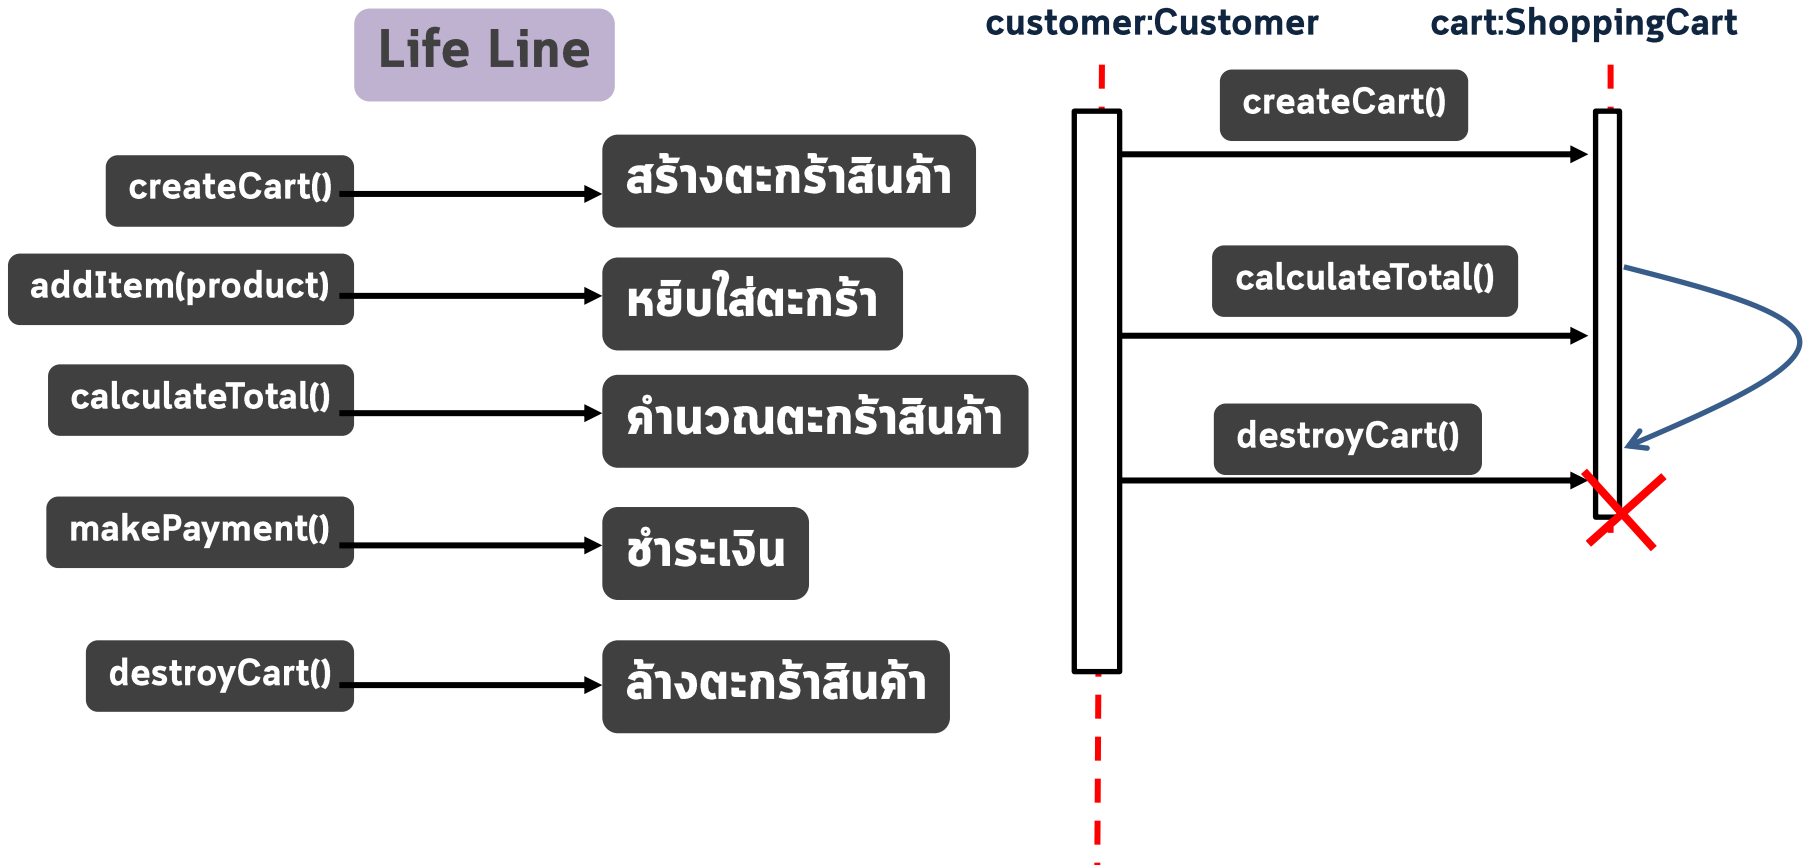 Life Line
createCart()
สร้างตะกร้าสินค้า
addItem(product)
หยิบใส่ตะกร้า
calculateTotal()
คำนวณตะกร้าสินค้า
makePayment()
ชำระเงิน
destroyCart()
ล้างตะกร้าสินค้า
customer:Customer
cart:ShoppingCart
createCart()
calculateTotal()
destroyCart()